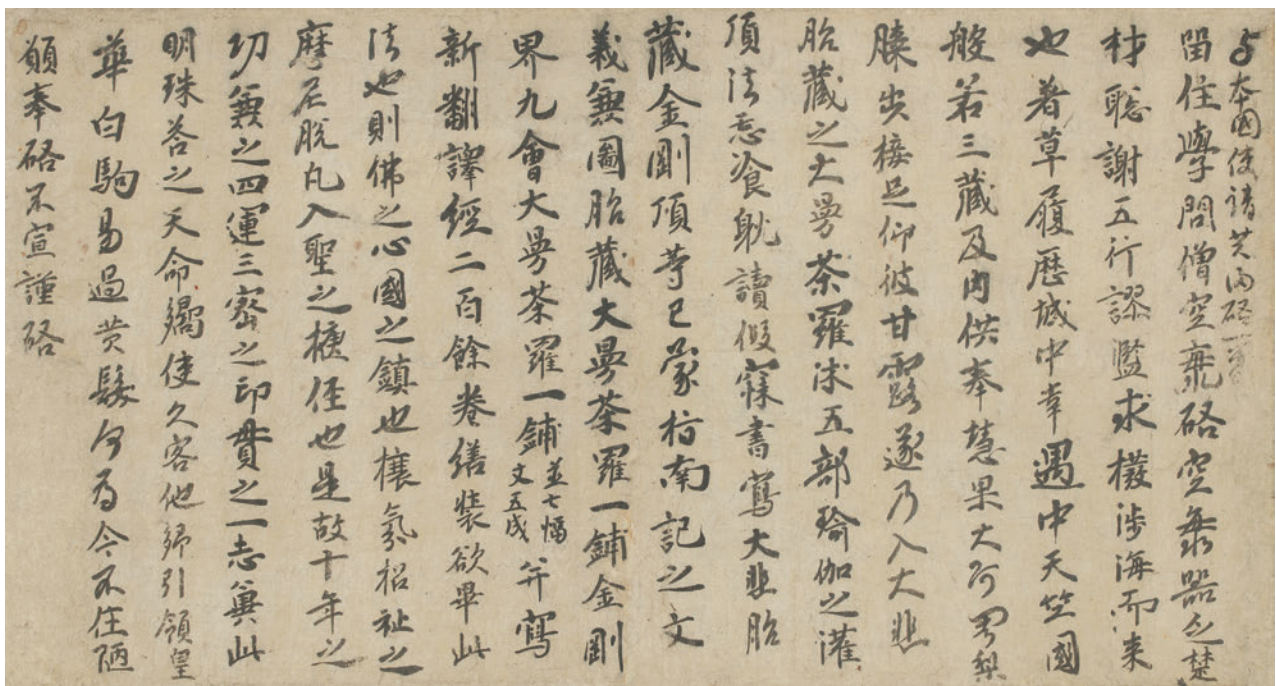 与本國使請共歸啓一首
留住學問僧空海啓空海器乏楚
材聡謝五行謬濫求撥渉海而来
也著草履歴城中幸遇中天竺國
般若三藏及内供奉慧果大阿闍梨
膝步接足仰彼甘露遂乃入大悲
胎藏之大曼荼羅沐五部瑜伽之灌
頂法忘飡耽讀假寐書寫大悲胎
藏金剛頂等已蒙指南記之文
義兼圖胎藏大曼荼羅一鋪金剛
界九會大曼荼羅一鋪並七幅丈五尺并寫
新翻譯經二百餘卷繕裝欲畢此
法也則佛之心國之鎮也攘氛招祉之
摩尼脱凡入聖之墟徑也是故十年之
功兼之四運三密之印貫之一志兼此
明珠答之天命嚮使久客他鄉引領皇
華白駒易過黄髮何為今不任陋
願奉啓不宣謹啓